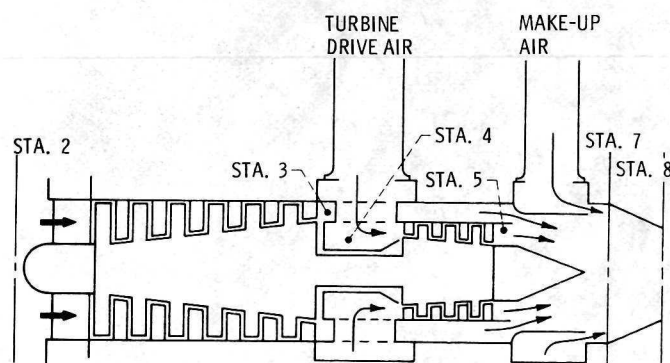 TURBINE
DRIVE AIR
MAKE-UP
AIR
STA. 2
STA. 3
STA. 4
STA. 5
STA. 7
STA. 8